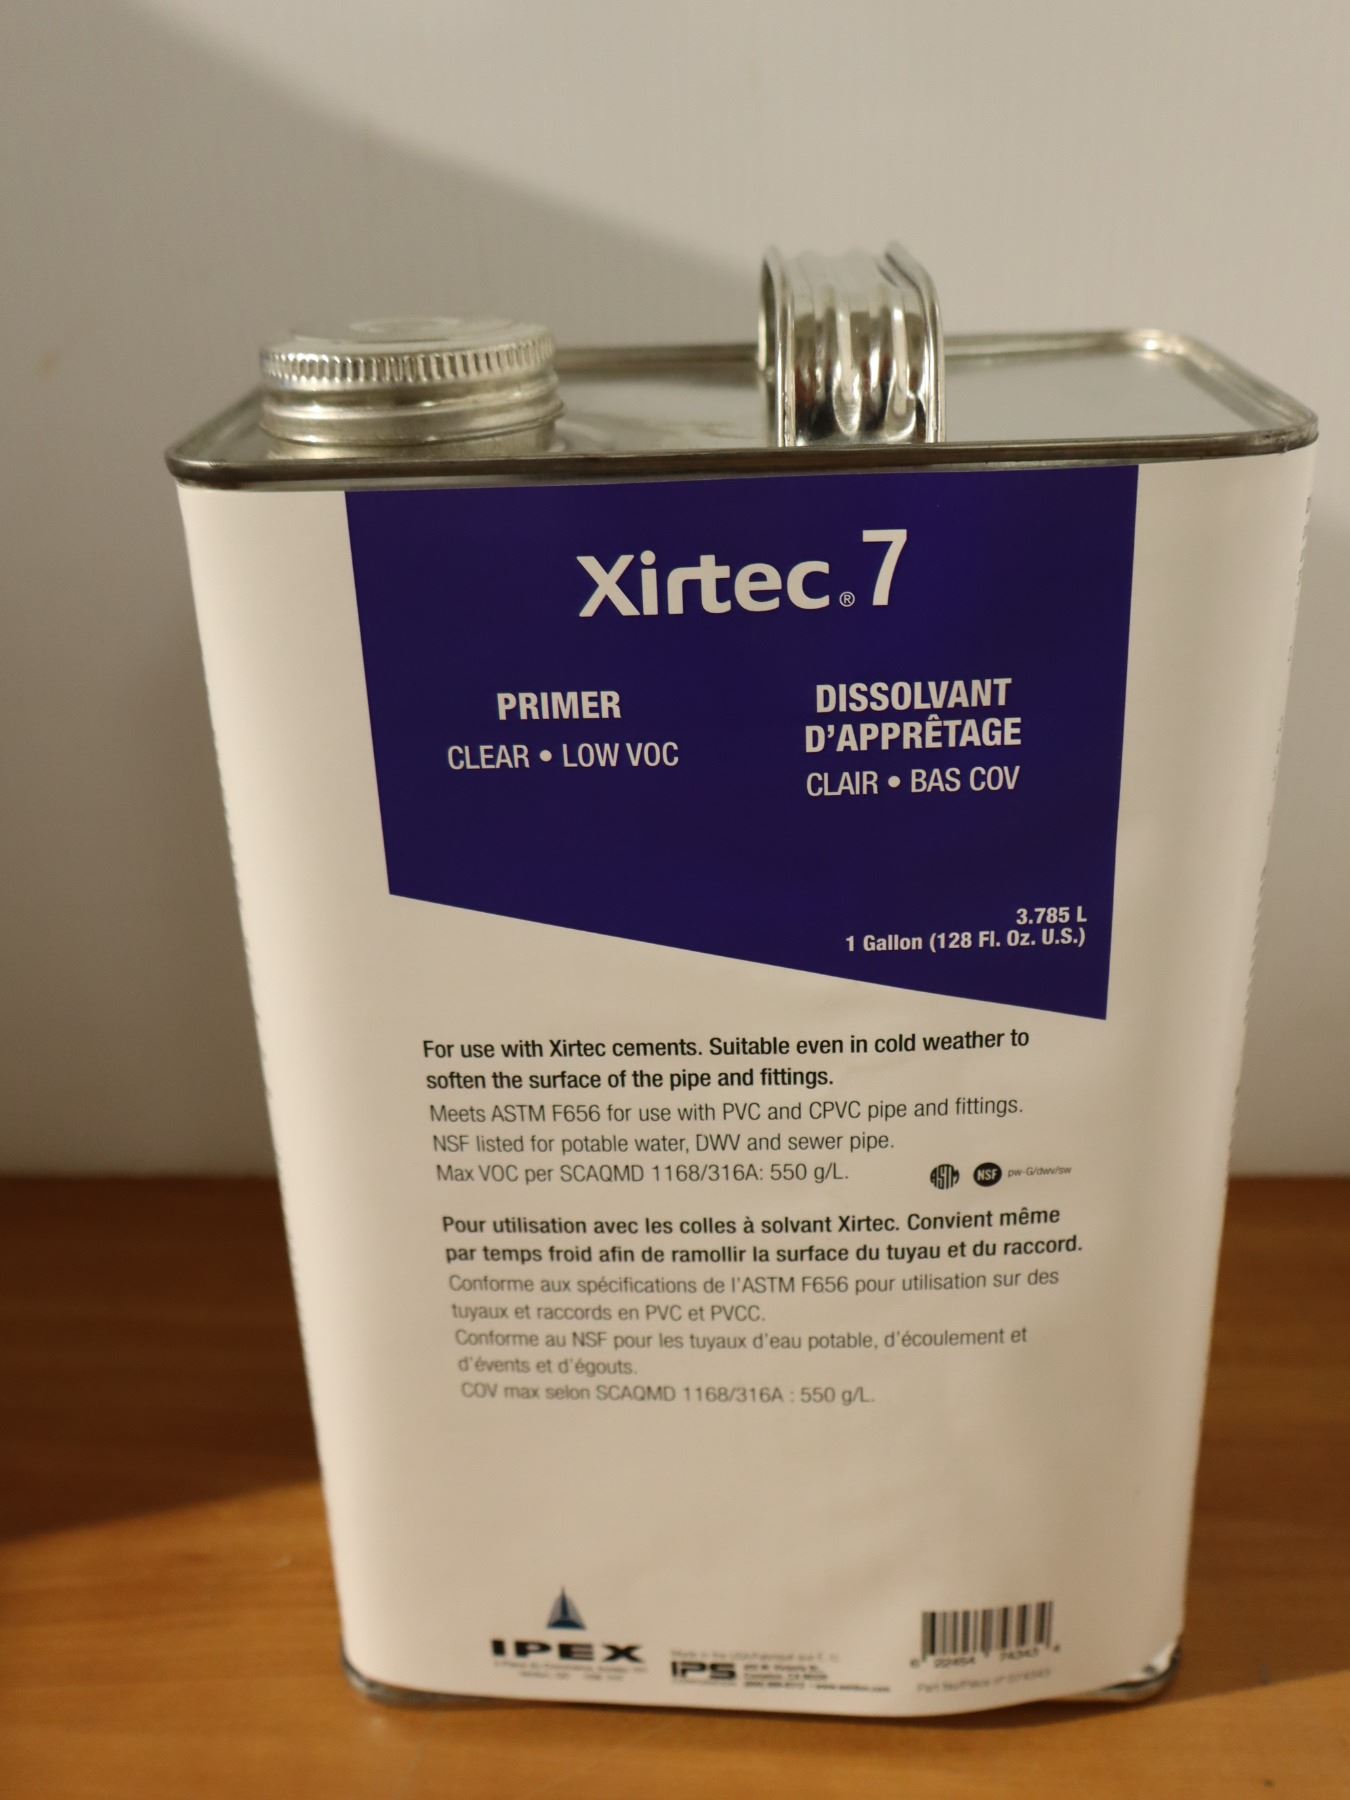 Xirtec® 7
PRIMER
CLEAR • LOW VOC
DISSOLVANT
D'APPRÊTAGE
CLAIR • BAS COV
3.785 L
1 Gallon (128 Fl. Oz. U.S.)
For use with Xirtec cements. Suitable even in cold weather to
soften the surface of the pipe and fittings.
Meets ASTM F656 for use with PVC and CPVC pipe and fittings.
NSF listed for potable water, DWV and sewer pipe.
Max VOC per SCAQMD 1168/316A: 550 g/L.
ASTM NSF pw-G/dwv/sw
Pour utilisation avec les colles à solvant Xirtec. Convient même
par temps froid afin de ramollir la surface du tuyau et du raccord.
Conforme aux spécifications de l'ASTM F656 pour utilisation sur des
tuyaux et raccords en PVC et PVCC.
Conforme au NSF pour les tuyaux d'eau potable, d'écoulement et
d'évents et d'égouts.
COV max selon SCAQMD 1168/316A : 550 g/L.
IPEX
IPS